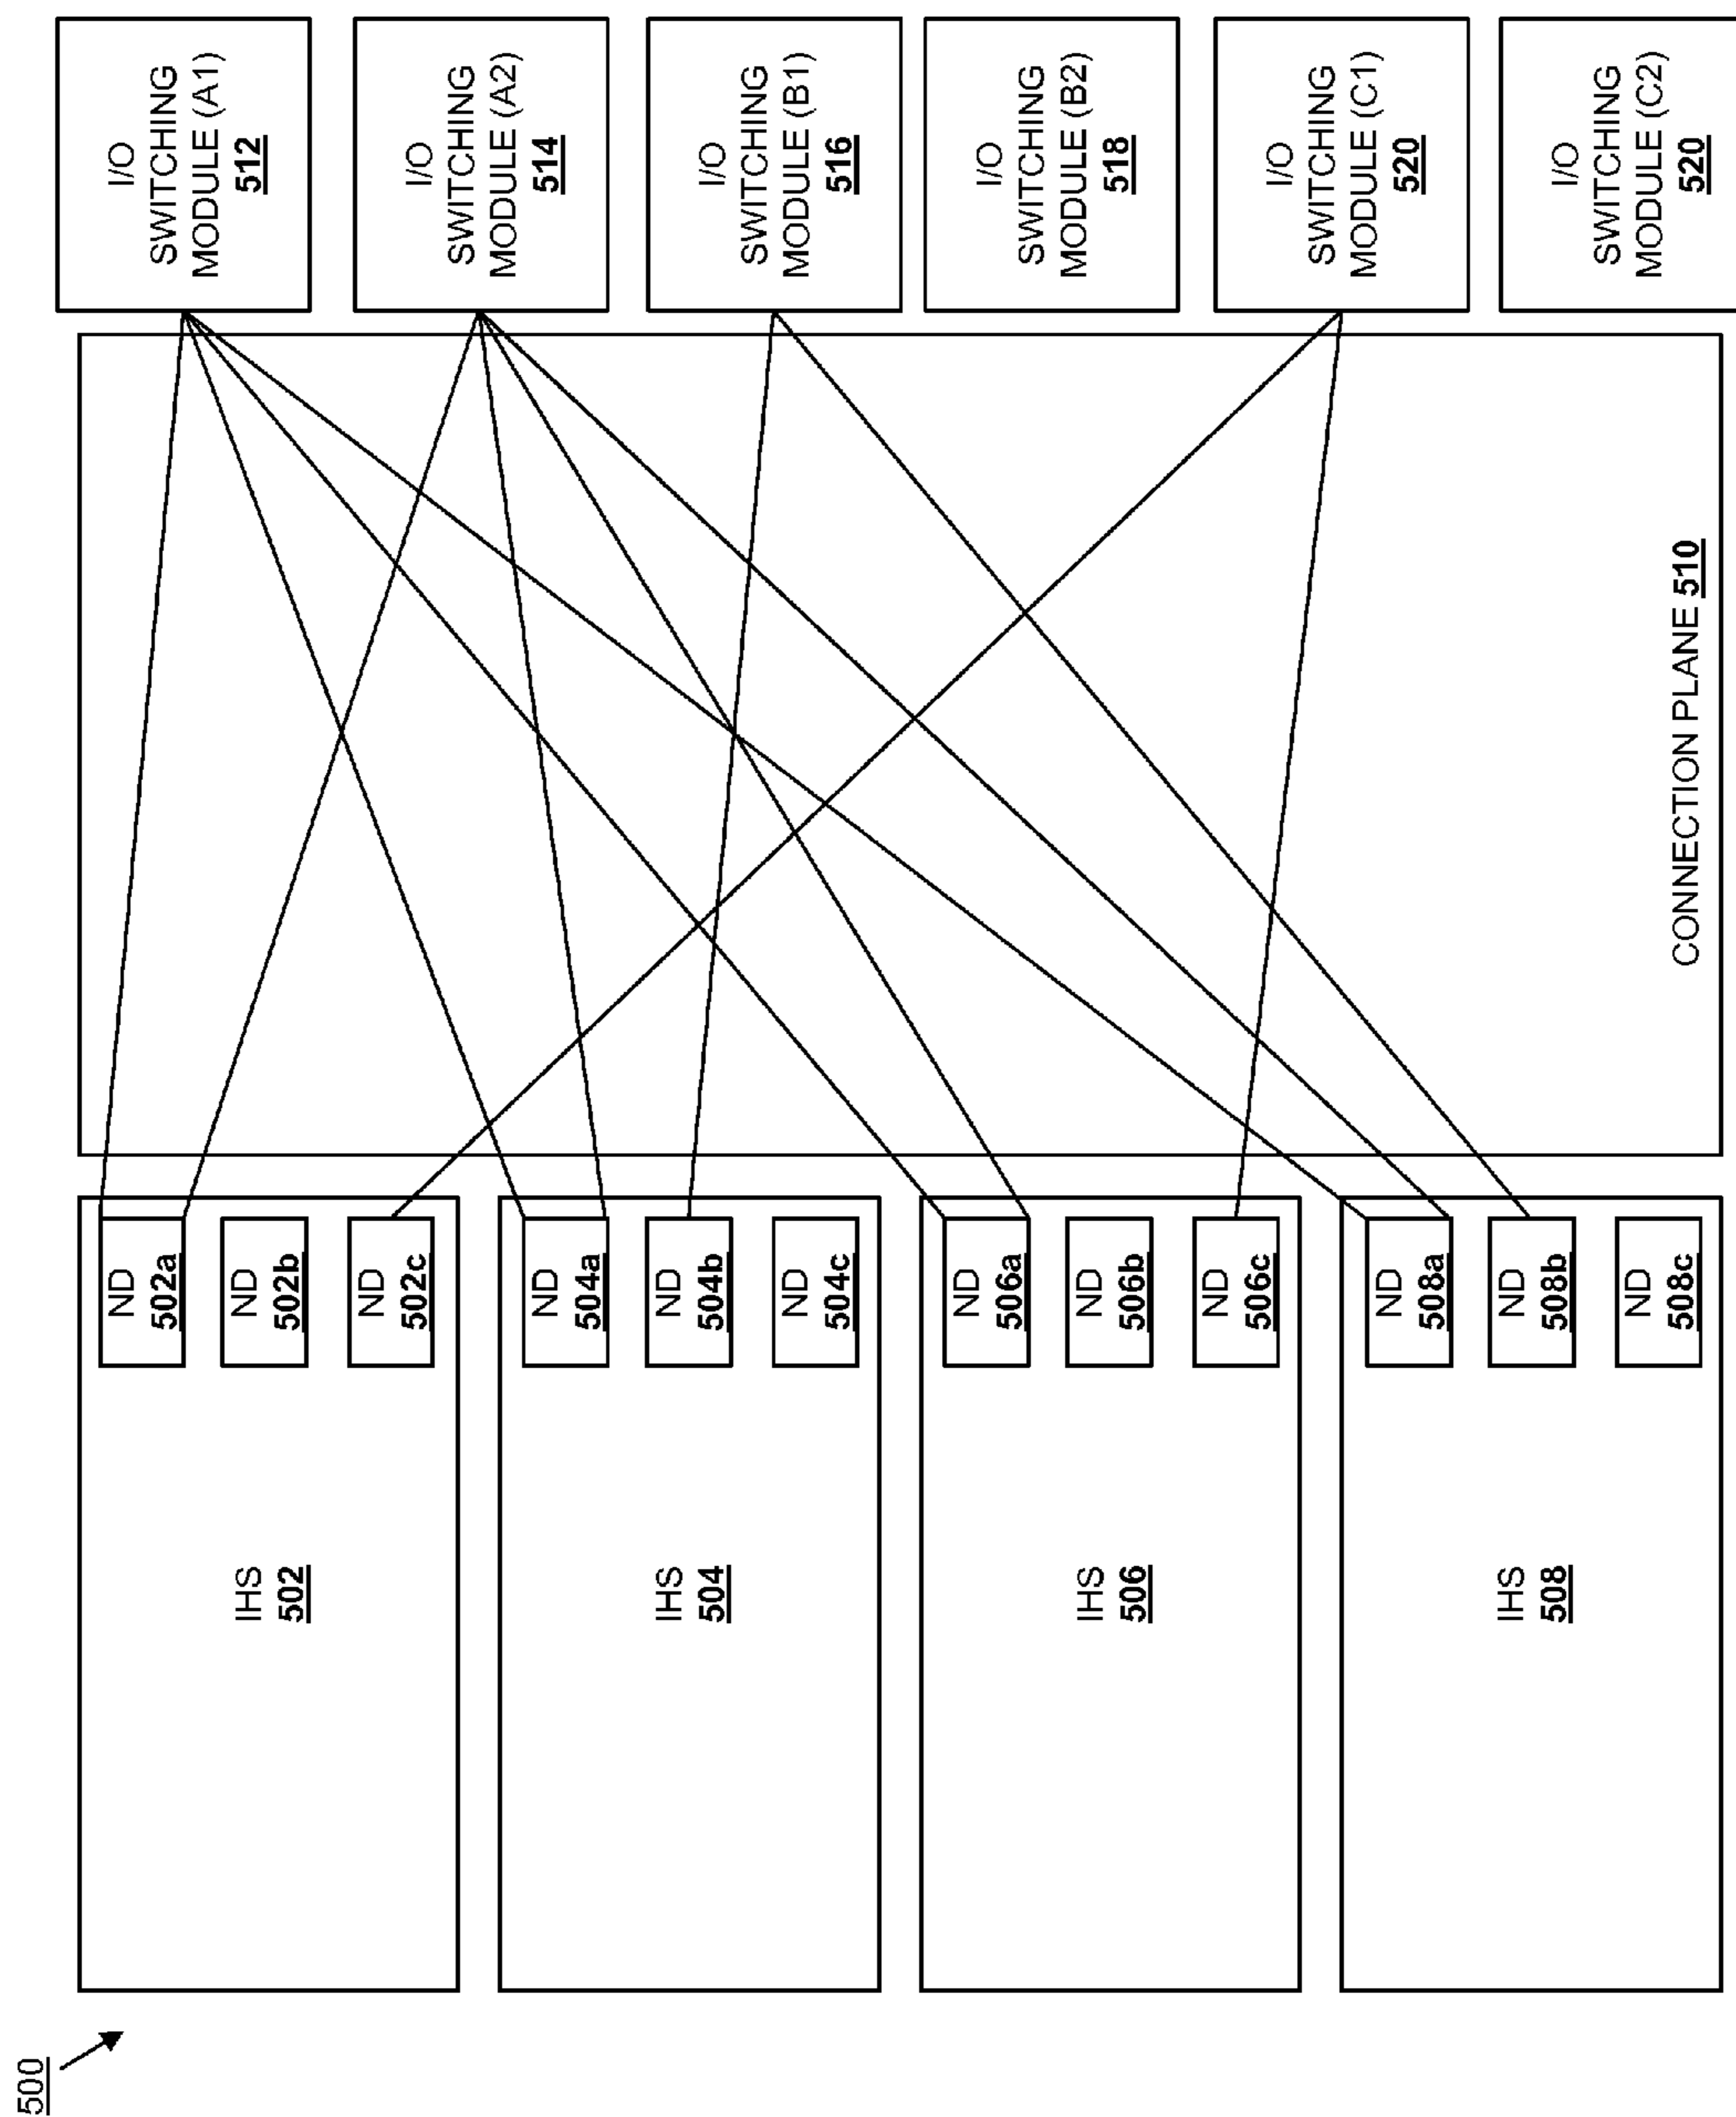 500
IHS
502
ND
502a
ND
502b
ND
502c
IHS
504
ND
504a
ND
504b
ND
504c
IHS
506
ND
506a
ND
506b
ND
506c
IHS
508
ND
508a
ND
508b
ND
508c
CONNECTION PLANE 510
I/O
SWITCHING
MODULE (A1)
512
I/O
SWITCHING
MODULE (A2)
514
I/O
SWITCHING
MODULE (B1)
516
I/O
SWITCHING
MODULE (B2)
518
I/O
SWITCHING
MODULE (C1)
520
I/O
SWITCHING
MODULE (C2)
520